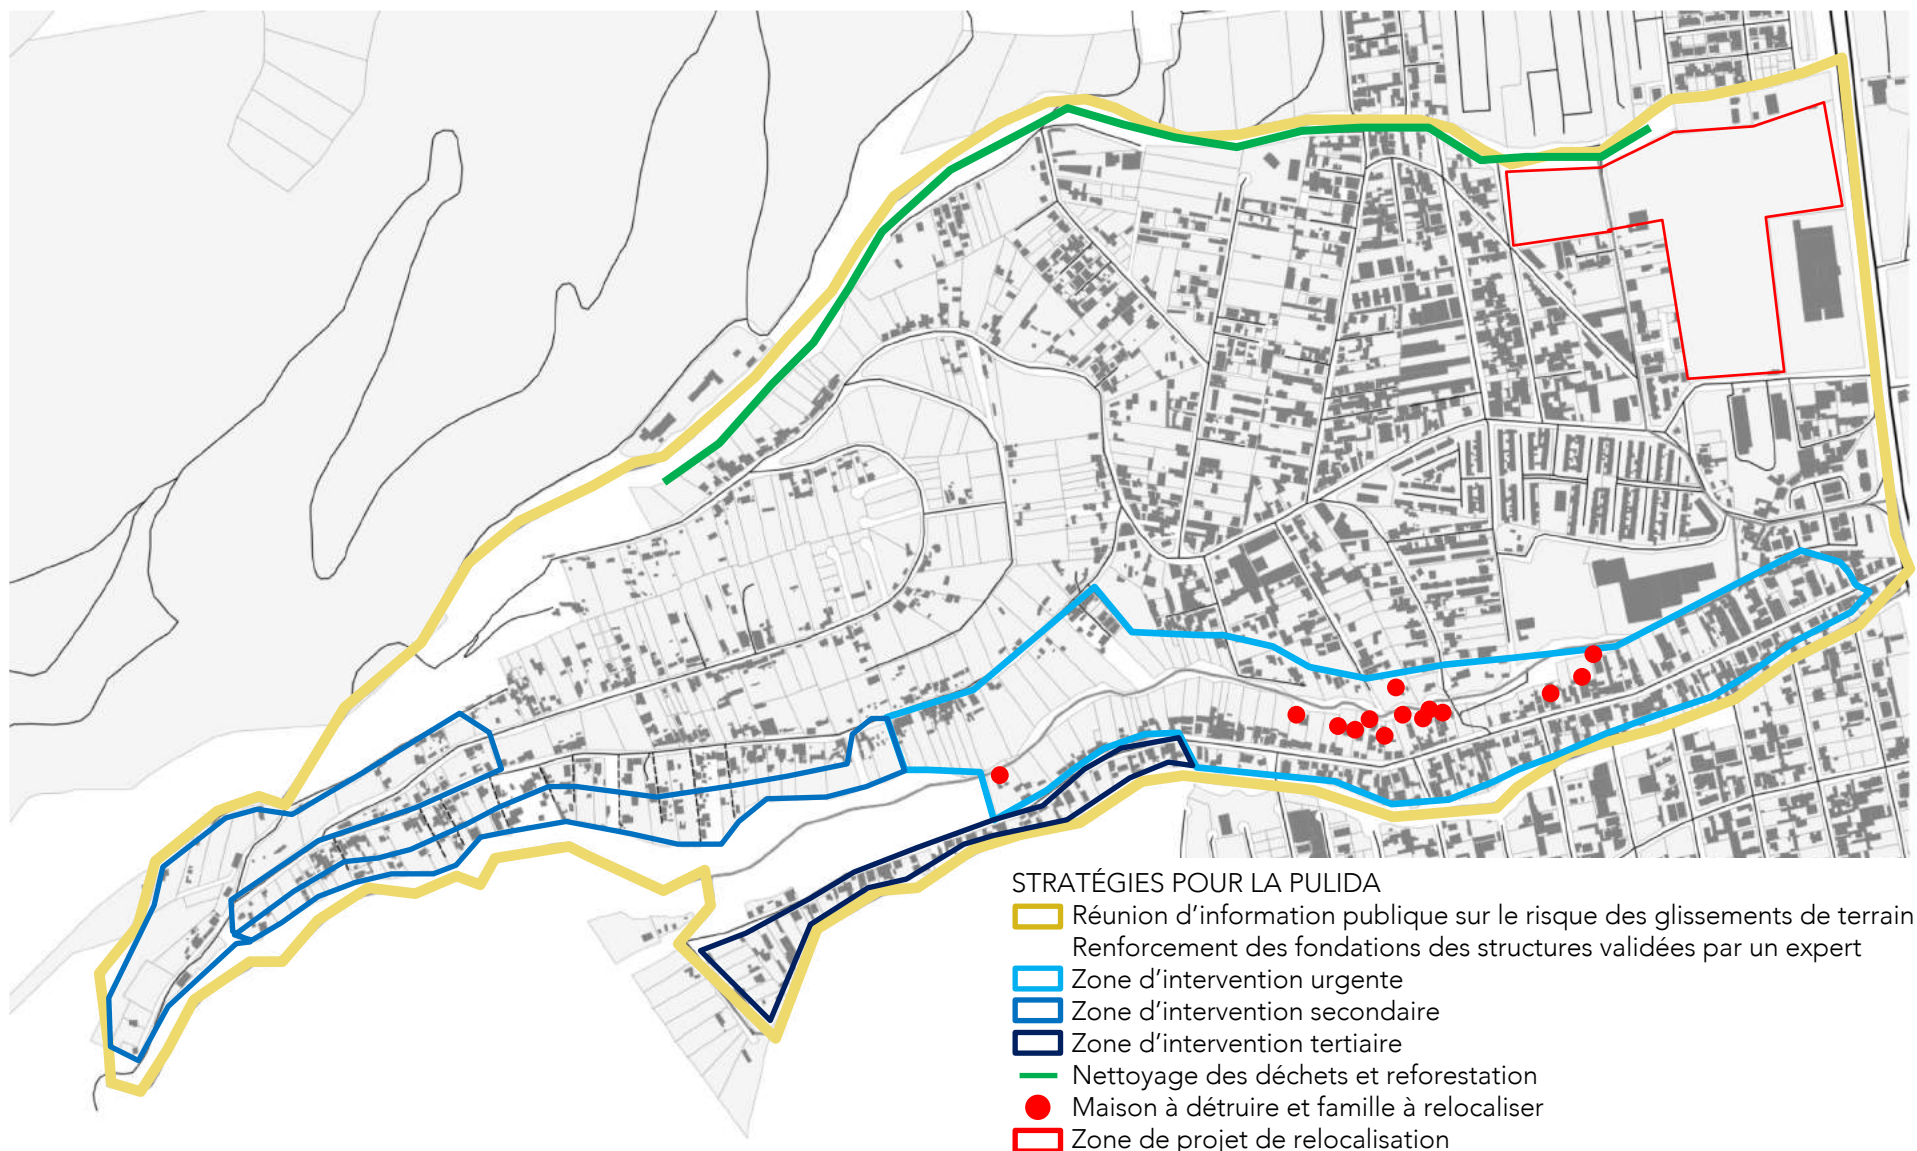 STRATÉGIES POUR LA PULIDA
Réunion d'information publique sur le risque des glissements de terrain
Renforcement des fondations des structures validées par un expert
Zone d'intervention urgente
Zone d'intervention secondaire
Zone d'intervention tertiaire
Nettoyage des déchets et reforestation
Maison à détruire et famille à relocaliser
Zone de projet de relocalisation